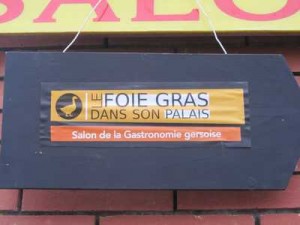 SALO
LE FOIE GRAS
DANS SON PALAIS
Salon de la Gastronomie gersoise